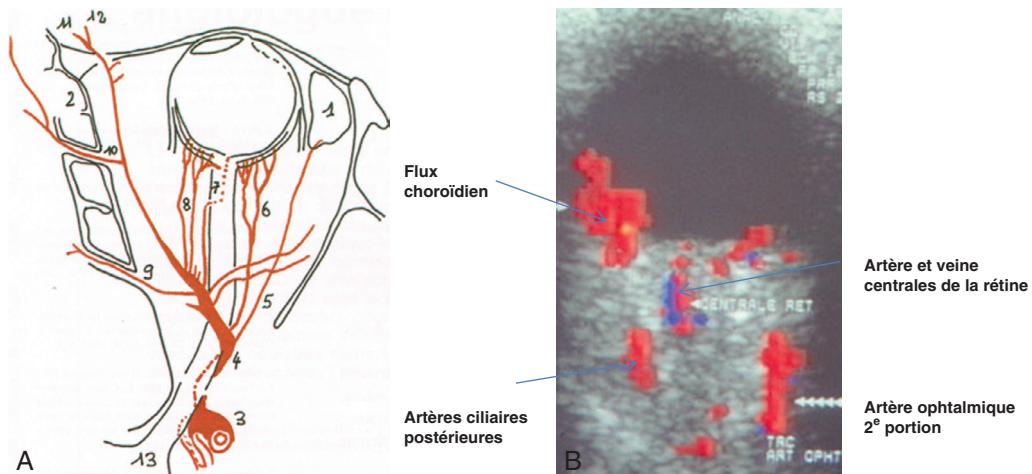 11
12
2
1
10
7
8
6
9
5
4
3
13
A
Flux
choroïdien
Artères ciliaires
postérieures
CENTRALE RET
TRC
ART OPHT
B
Artère et veine
centrales de la rétine
Artère ophtalmique
2e portion